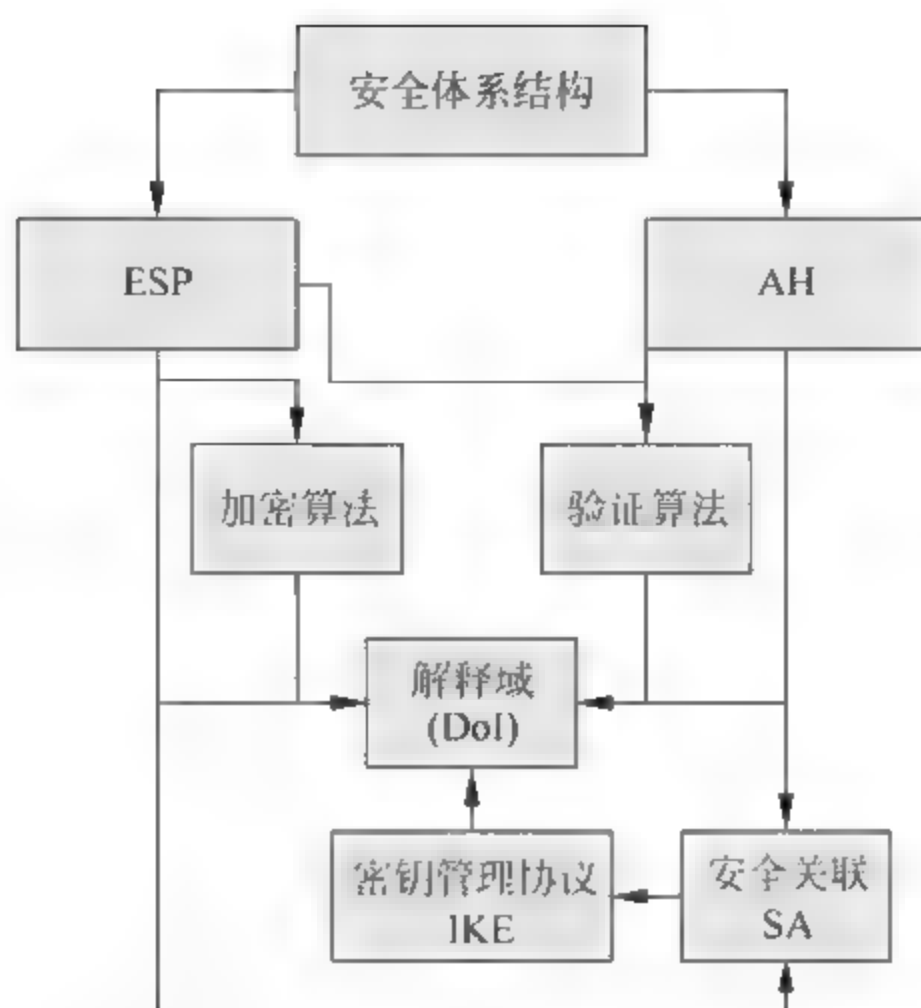 安全体系结构
ESP
AH
加密算法
验证算法
解释域
(DoI)
密钥管理协议
IKE
安全关联
SA